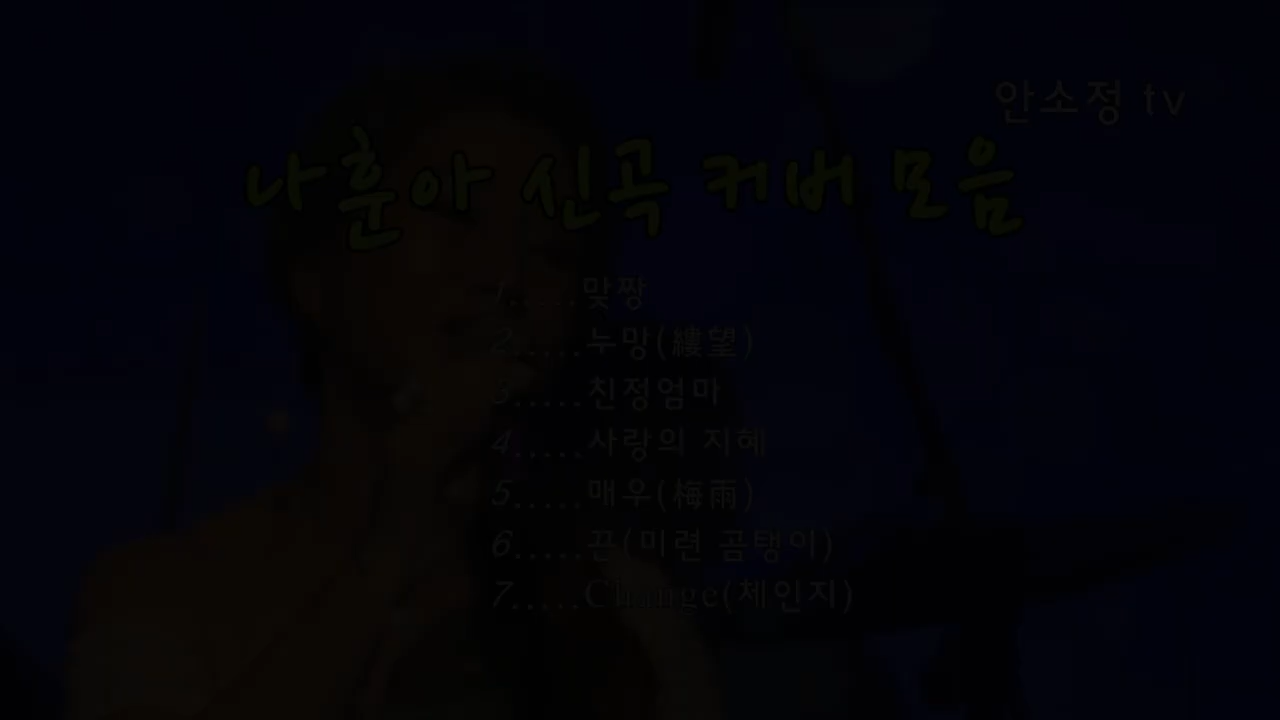 안소정 tv
나훈아 신곡 커버 모음
1.....맞짱
2.....누망(縷望)
3.....친정엄마
4.....사랑의 지혜
5.....매우(梅雨)
6.....끈(미련 곰탱이)
7.....Change(체인지)